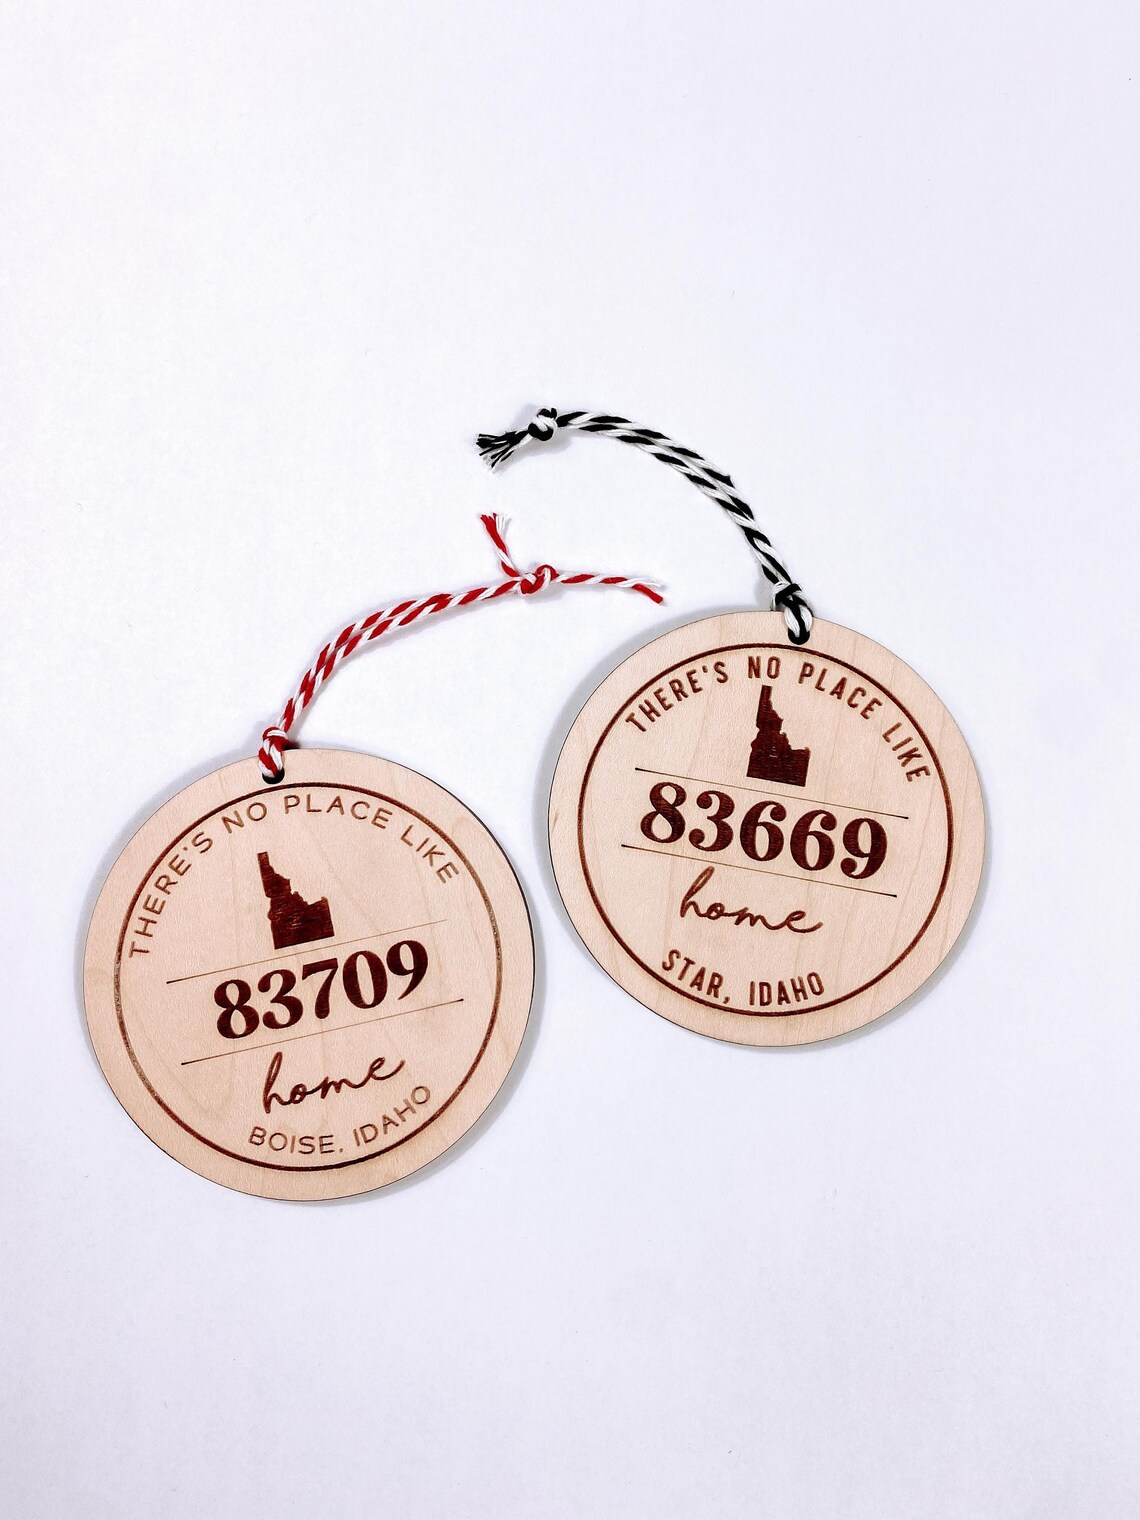 THERE'S NO PLACE LIKE
83709
home
BOISE, IDAHO
THERE'S NO PLACE LIKE
83669
home
STAR, IDAHO